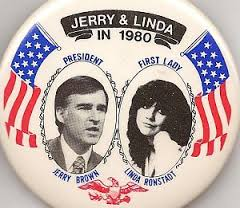 JERRY & LINDA
IN 1980
PRESIDENT
FIRST LADY
JERRY BROWN
LINDA RONSTADT